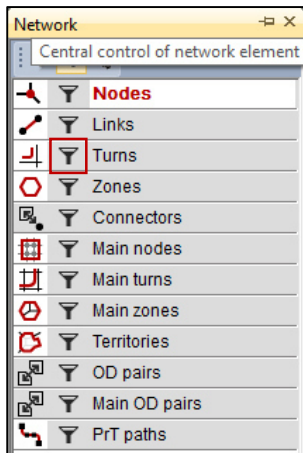 Network
Central control of network element
Nodes
Links
Turns
Zones
Connectors
Main nodes
Main turns
Main zones
Territories
OD pairs
Main OD pairs
PrT paths